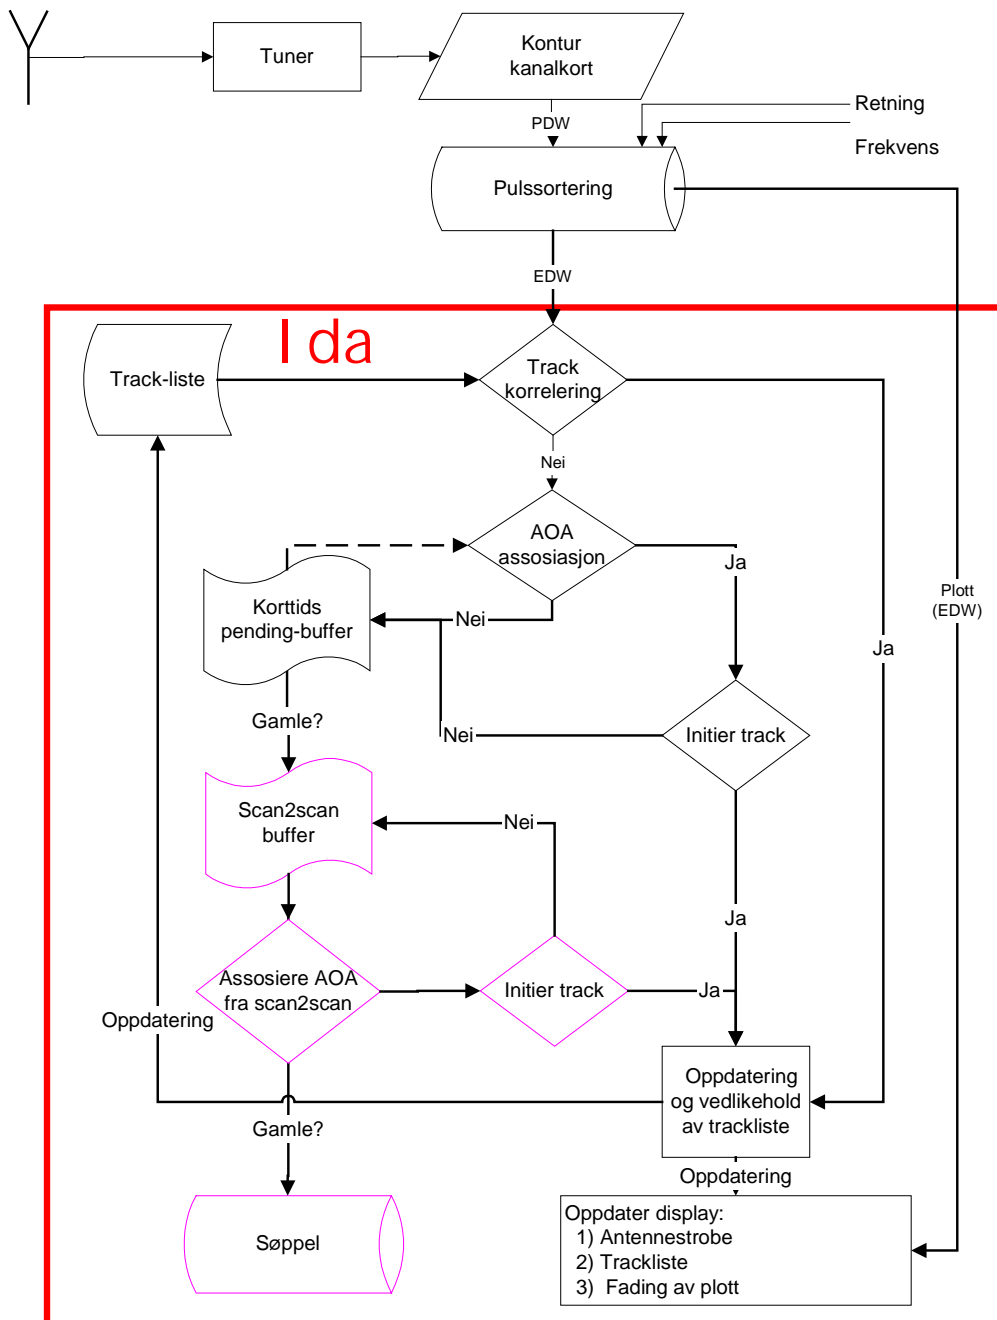 Tuner
Kontur
kanalkort
PDW
Retning
Frekvens
Pulssortering
EDW
Ida
Track-liste
Track
korrelering
Nei
AOA
assosiasjon
Ja
Plott
(EDW)
Korttids
pending-buffer
Nei
Ja
Gamle?
Nei
Initier track
Scan2scan
buffer
Nei
Ja
Assosiere AOA
fra scan2scan
Initier track
Ja
Oppdatering
Oppdatering
og vedlikehold
av trackliste
Gamle?
Oppdatering
Søppel
Oppdater display:
1) Antennestrobe
2) Trackliste
3) Fading av plott